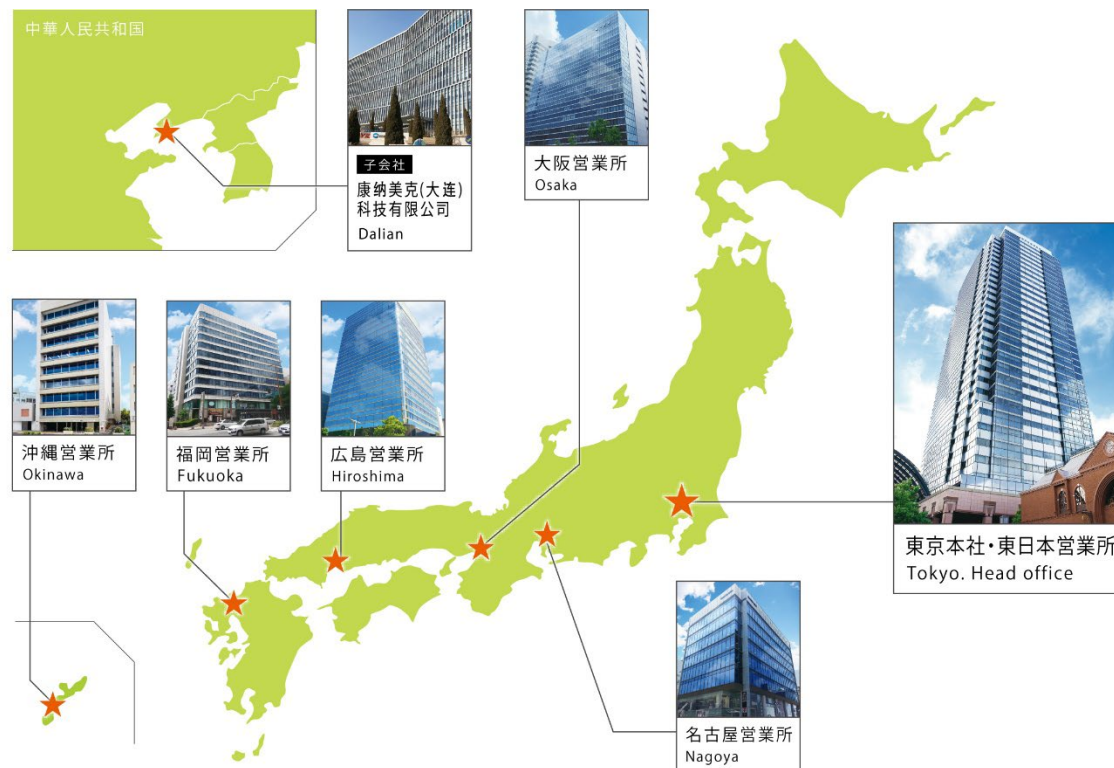 中華人民共和国
子会社
康纳美克(大連)
科技有限公司
Dalian
大阪営業所
Osaka
沖縄営業所
Okinawa
福岡営業所
Fukuoka
広島営業所
Hiroshima
東京本社・東日本営業所
Tokyo. Head office
名古屋営業所
Nagoya